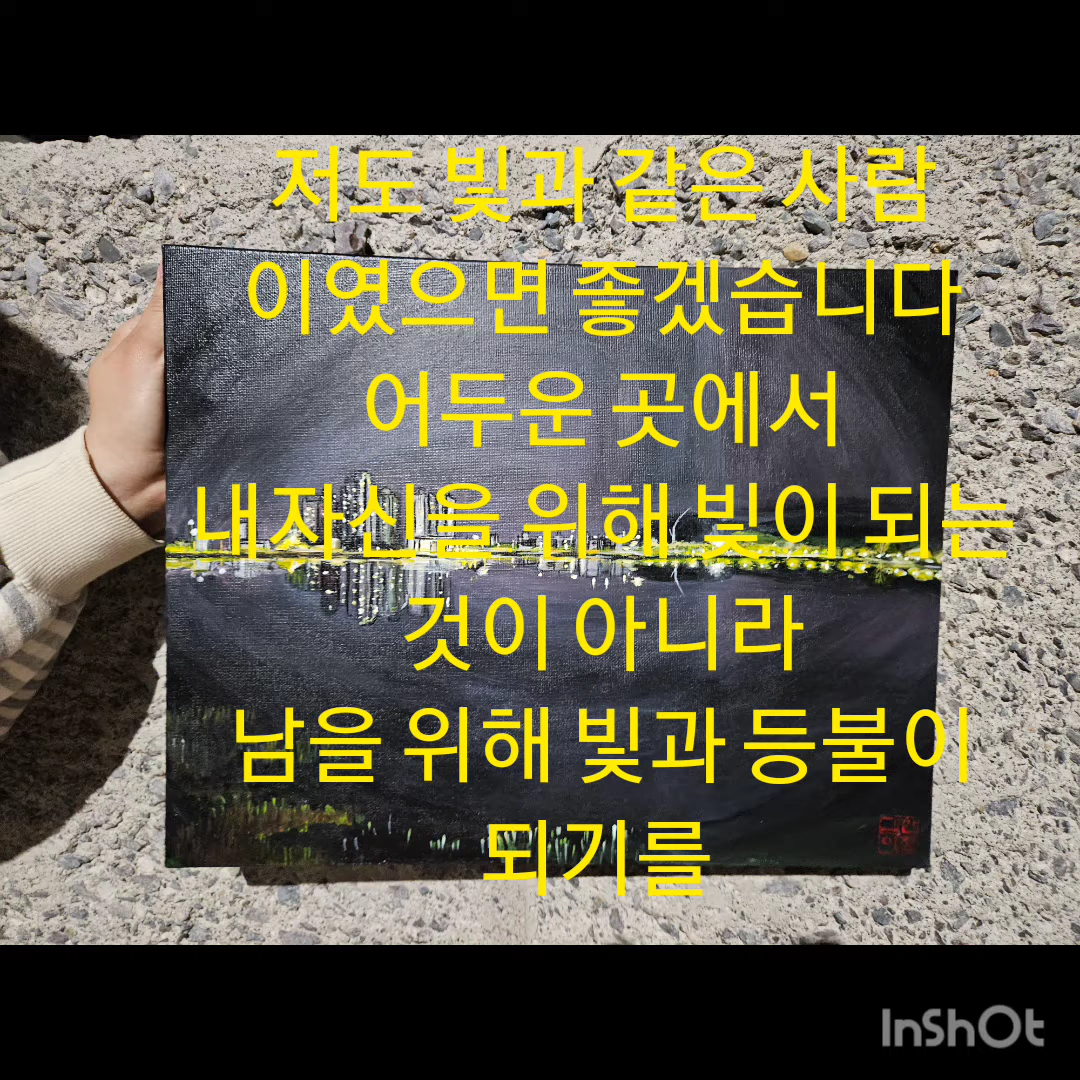 저도 빛과 같은 사람
이였으면 좋겠습니다
어두운 곳에서
내자신을 위해 빛이 되는
것이 아니라
남을 위해 빛과 등불이
되기를
InShOt